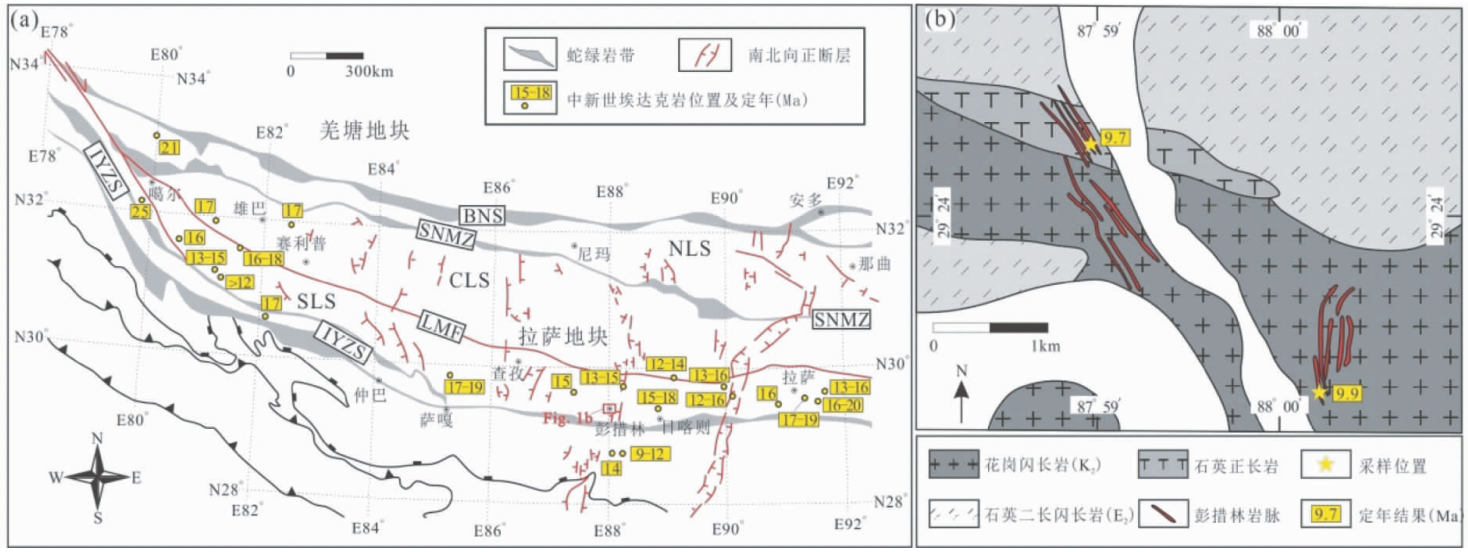 (a)
E78°
E80°
N34°
N34°
0 300km
蛇绿岩带
南北向正断层
15-18
中新世埃达克岩位置及定年(Ma)
羌塘地块
E82°
21
E78°
IYZS
噶尔
E84°
E86°
E88°
E90°
E92°
安多
N32°
25
17
雄巴
17
BNS
SNMZ
N32°
16
赛利普
尼玛
NLS
那曲
16-18
13-15
>12
CLS
17
SLS
LMF
SNMZ
N30°
IYZS
拉萨地块
N30°
查孜
12-14
13-15
13-16
拉萨
13-16
17-19
15
仲巴
15-18
12-16
16
16-20
萨嘎
Fig. 1b
17-19
彭措林
日喀则
E80°
9-12
14
N
W E
S
N28°
N28°
E82°
E84°
E86°
E88°
E90°
E92°
(b)
87°59′
88°00′
9.7
29°24′
29°24′
0 1km
N
87°59′
88°00′
9.9
花岗闪长岩(K₂)
石英正长岩
采样位置
石英二长闪长岩(E₂)
彭措林岩脉
9.7
定年结果(Ma)